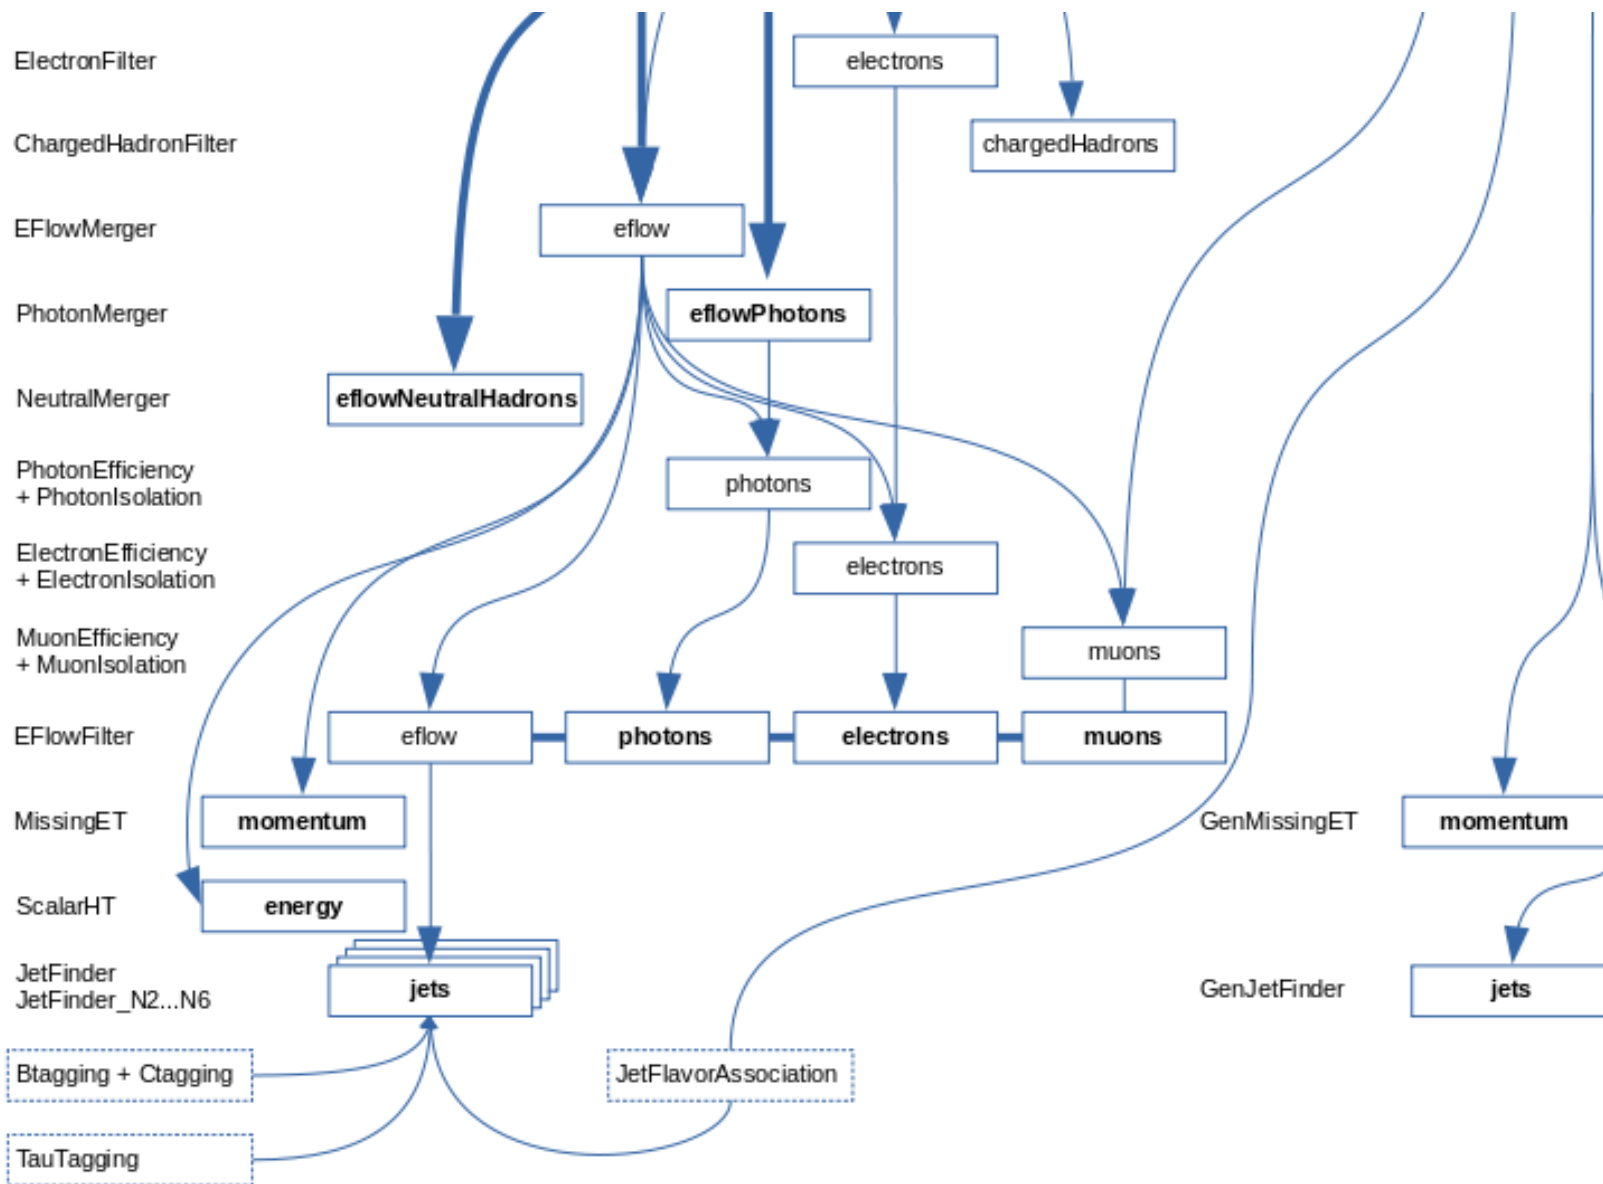 ElectronFilter
electrons
ChargedHadronFilter
chargedHadrons
EFlowMerger
eflow
PhotonMerger
eflowPhotons
NeutralMerger
eflowNeutralHadrons
PhotonEfficiency
+ PhotonIsolation
photons
ElectronEfficiency
+ ElectronIsolation
electrons
MuonEfficiency
+ MuonIsolation
muons
EFlowFilter
eflow
photons
electrons
muons
MissingET
momentum
GenMissingET
momentum
ScalarHT
energy
JetFinder
JetFinder_N2...N6
jets
GenJetFinder
jets
Btagging + Ctagging
JetFlavorAssociation
TauTagging